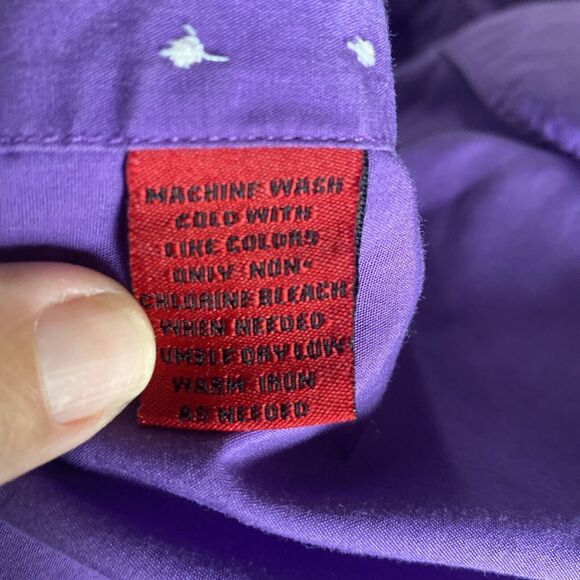 MACHINE WASH
COLD WITH
LIKE COLORS
ONLY NON-
CHLORINE BLEACH
WHEN NEEDED
TUMBLE DRY LOW
WARM IRON
AS NEEDED